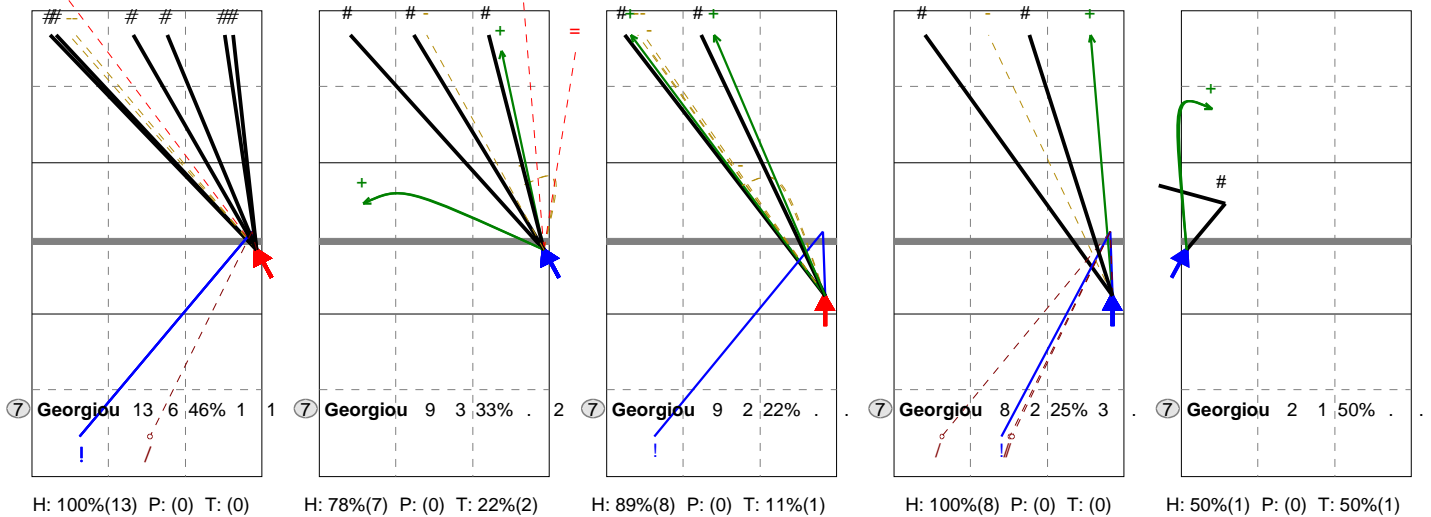 ## -- # # ## # # - # + = # + -- - # + # - # + +
+ - #
7 Georgiou 13 6 46% 1 1 7 Georgiou 9 3 33% . 2 7 Georgiou 9 2 22% . . 7 Georgiou 8 2 25% 3 . 7 Georgiou 2 1 50% . .
! / ! / ! //
H: 100%(13) P: (0) T: (0) H: 78%(7) P: (0) T: 22%(2) H: 89%(8) P: (0) T: 11%(1) H: 100%(8) P: (0) T: (0) H: 50%(1) P: (0) T: 50%(1)